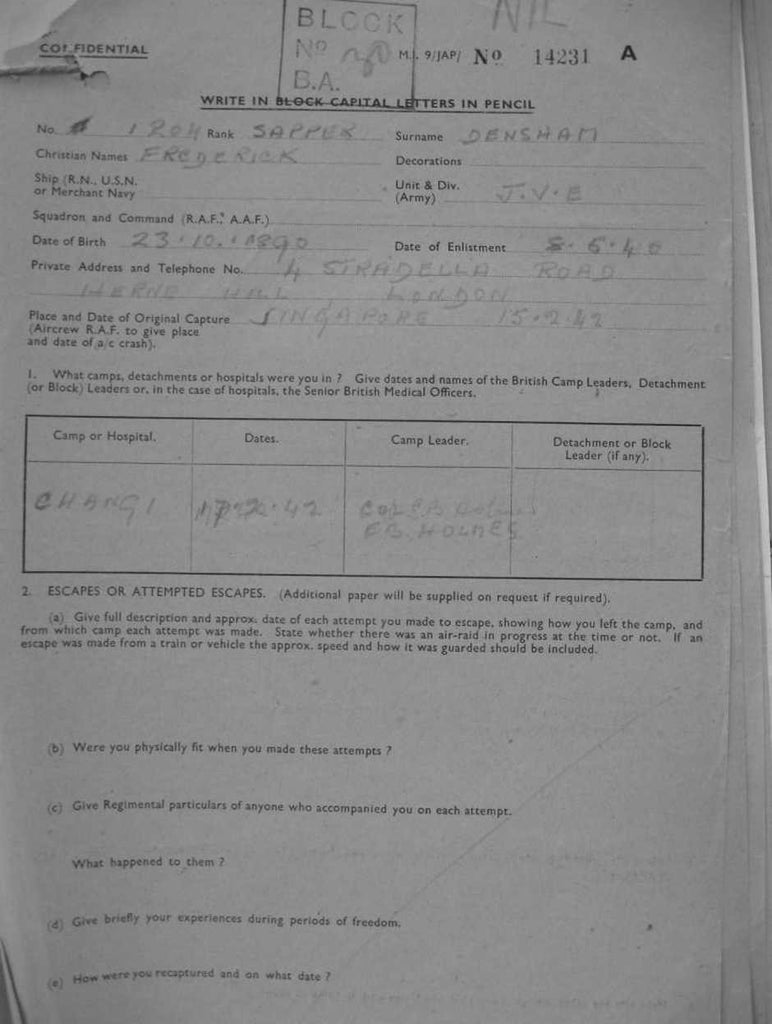 NIL
BLOCK
No
B.A.
CONFIDENTIAL
M.I. 9/JAP/ No 14231 A
WRITE IN BLOCK CAPITAL LETTERS IN PENCIL
No. 1204 Rank SAPPER Surname DENSHAM
Christian Names FREDERICK Decorations
Ship (R.N., U.S.N. or Merchant Navy Unit & Div. (Army) J.V.E
Squadron and Command (R.A.F., A.A.F.)
Date of Birth 23.10.1890 Date of Enlistment 8.6.40
Private Address and Telephone No. 4 STRADELLA ROAD
HERNE HILL, LONDON
Place and Date of Original Capture SINGAPORE 15.2.42
(Aircrew R.A.F. to give place
and date of a/c crash).
1. What camps, detachments or hospitals were you in ? Give dates and names of the British Camp Leaders, Detachment
(or Block) Leaders or, in the case of hospitals, the Senior British Medical Officers.
Camp or Hospital. Dates. Camp Leader. Detachment or Block
Leader (if any).
CHANGI 17.2.42 COL EB Holmes
EB. HOLMES
2. ESCAPES OR ATTEMPTED ESCAPES. (Additional paper will be supplied on request if required).
(a) Give full description and approx. date of each attempt you made to escape, showing how you left the camp, and
from which camp each attempt was made. State whether there was an air-raid in progress at the time or not. If an
escape was made from a train or vehicle the approx. speed and how it was guarded should be included.
(b) Were you physically fit when you made these attempts ?
(c) Give Regimental particulars of anyone who accompanied you on each attempt.
What happened to them ?
(d) Give briefly your experiences during periods of freedom.
(e) How were you recaptured and on what date ?